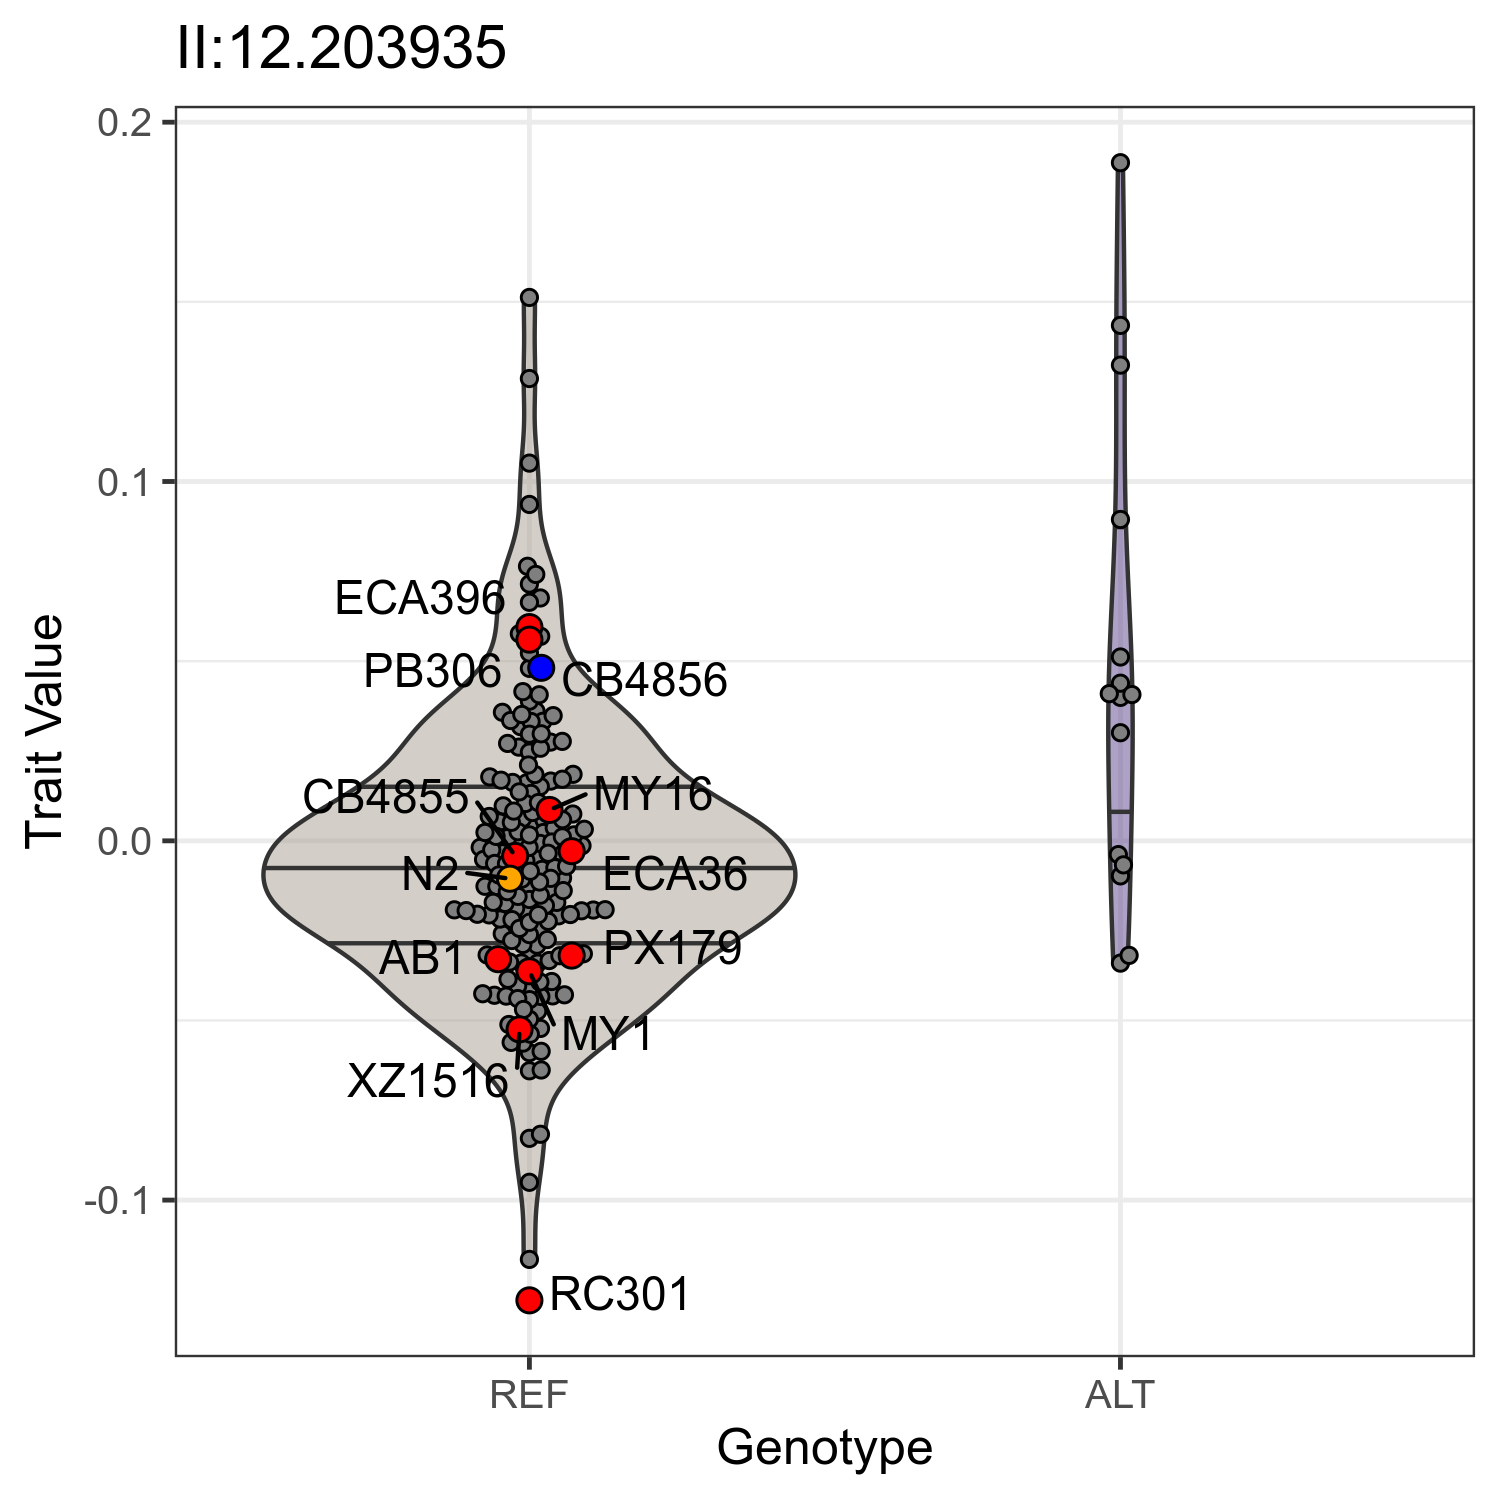 II:12.203935
0.2
0.1
0.0
-0.1
Trait Value
ECA396
PB306
CB4856
CB4855
MY16
N2
ECA36
AB1
PX179
MY1
XZ1516
RC301
REF
ALT
Genotype